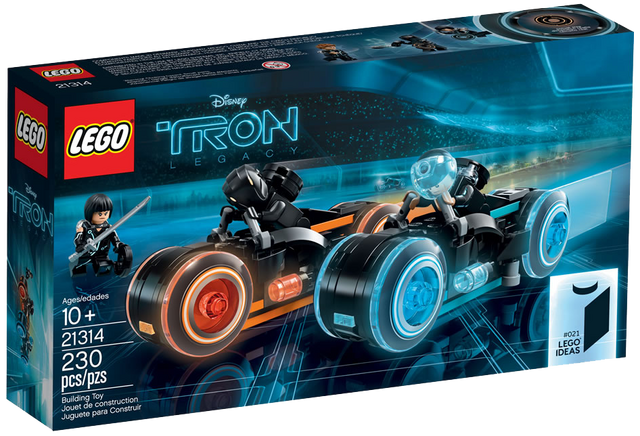 LEGO
21314
LEGO
LEGO
Disney
TRON
LEGACY
Disney
TRON
Ages/edades
10+
21314
230
pcs/pzs
Building Toy
Jouet de construction
Juguete para Construir
#021
LEGO
IDEAS